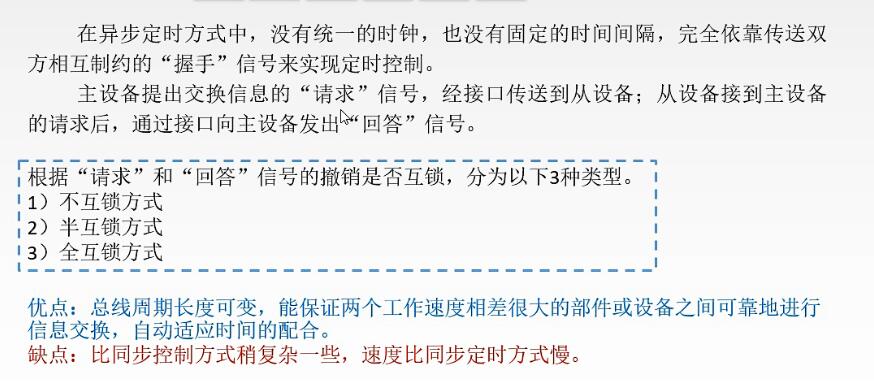 在异步定时方式中，没有统一的时钟，也没有固定的时间间隔，完全依靠传送双
方相互制约的“握手”信号来实现定时控制。
主设备提出交换信息的“请求”信号，经接口传送到从设备；从设备接到主设备
的请求后，通过接口向主设备发出“回答”信号。
根据“请求”和“回答”信号的撤销是否互锁，分为以下3种类型。
1）不互锁方式
2）半互锁方式
3）全互锁方式
优点：总线周期长度可变，能保证两个工作速度相差很大的部件或设备之间可靠地进行
信息交换，自动适应时间的配合。
缺点：比同步控制方式稍复杂一些，速度比同步定时方式慢。